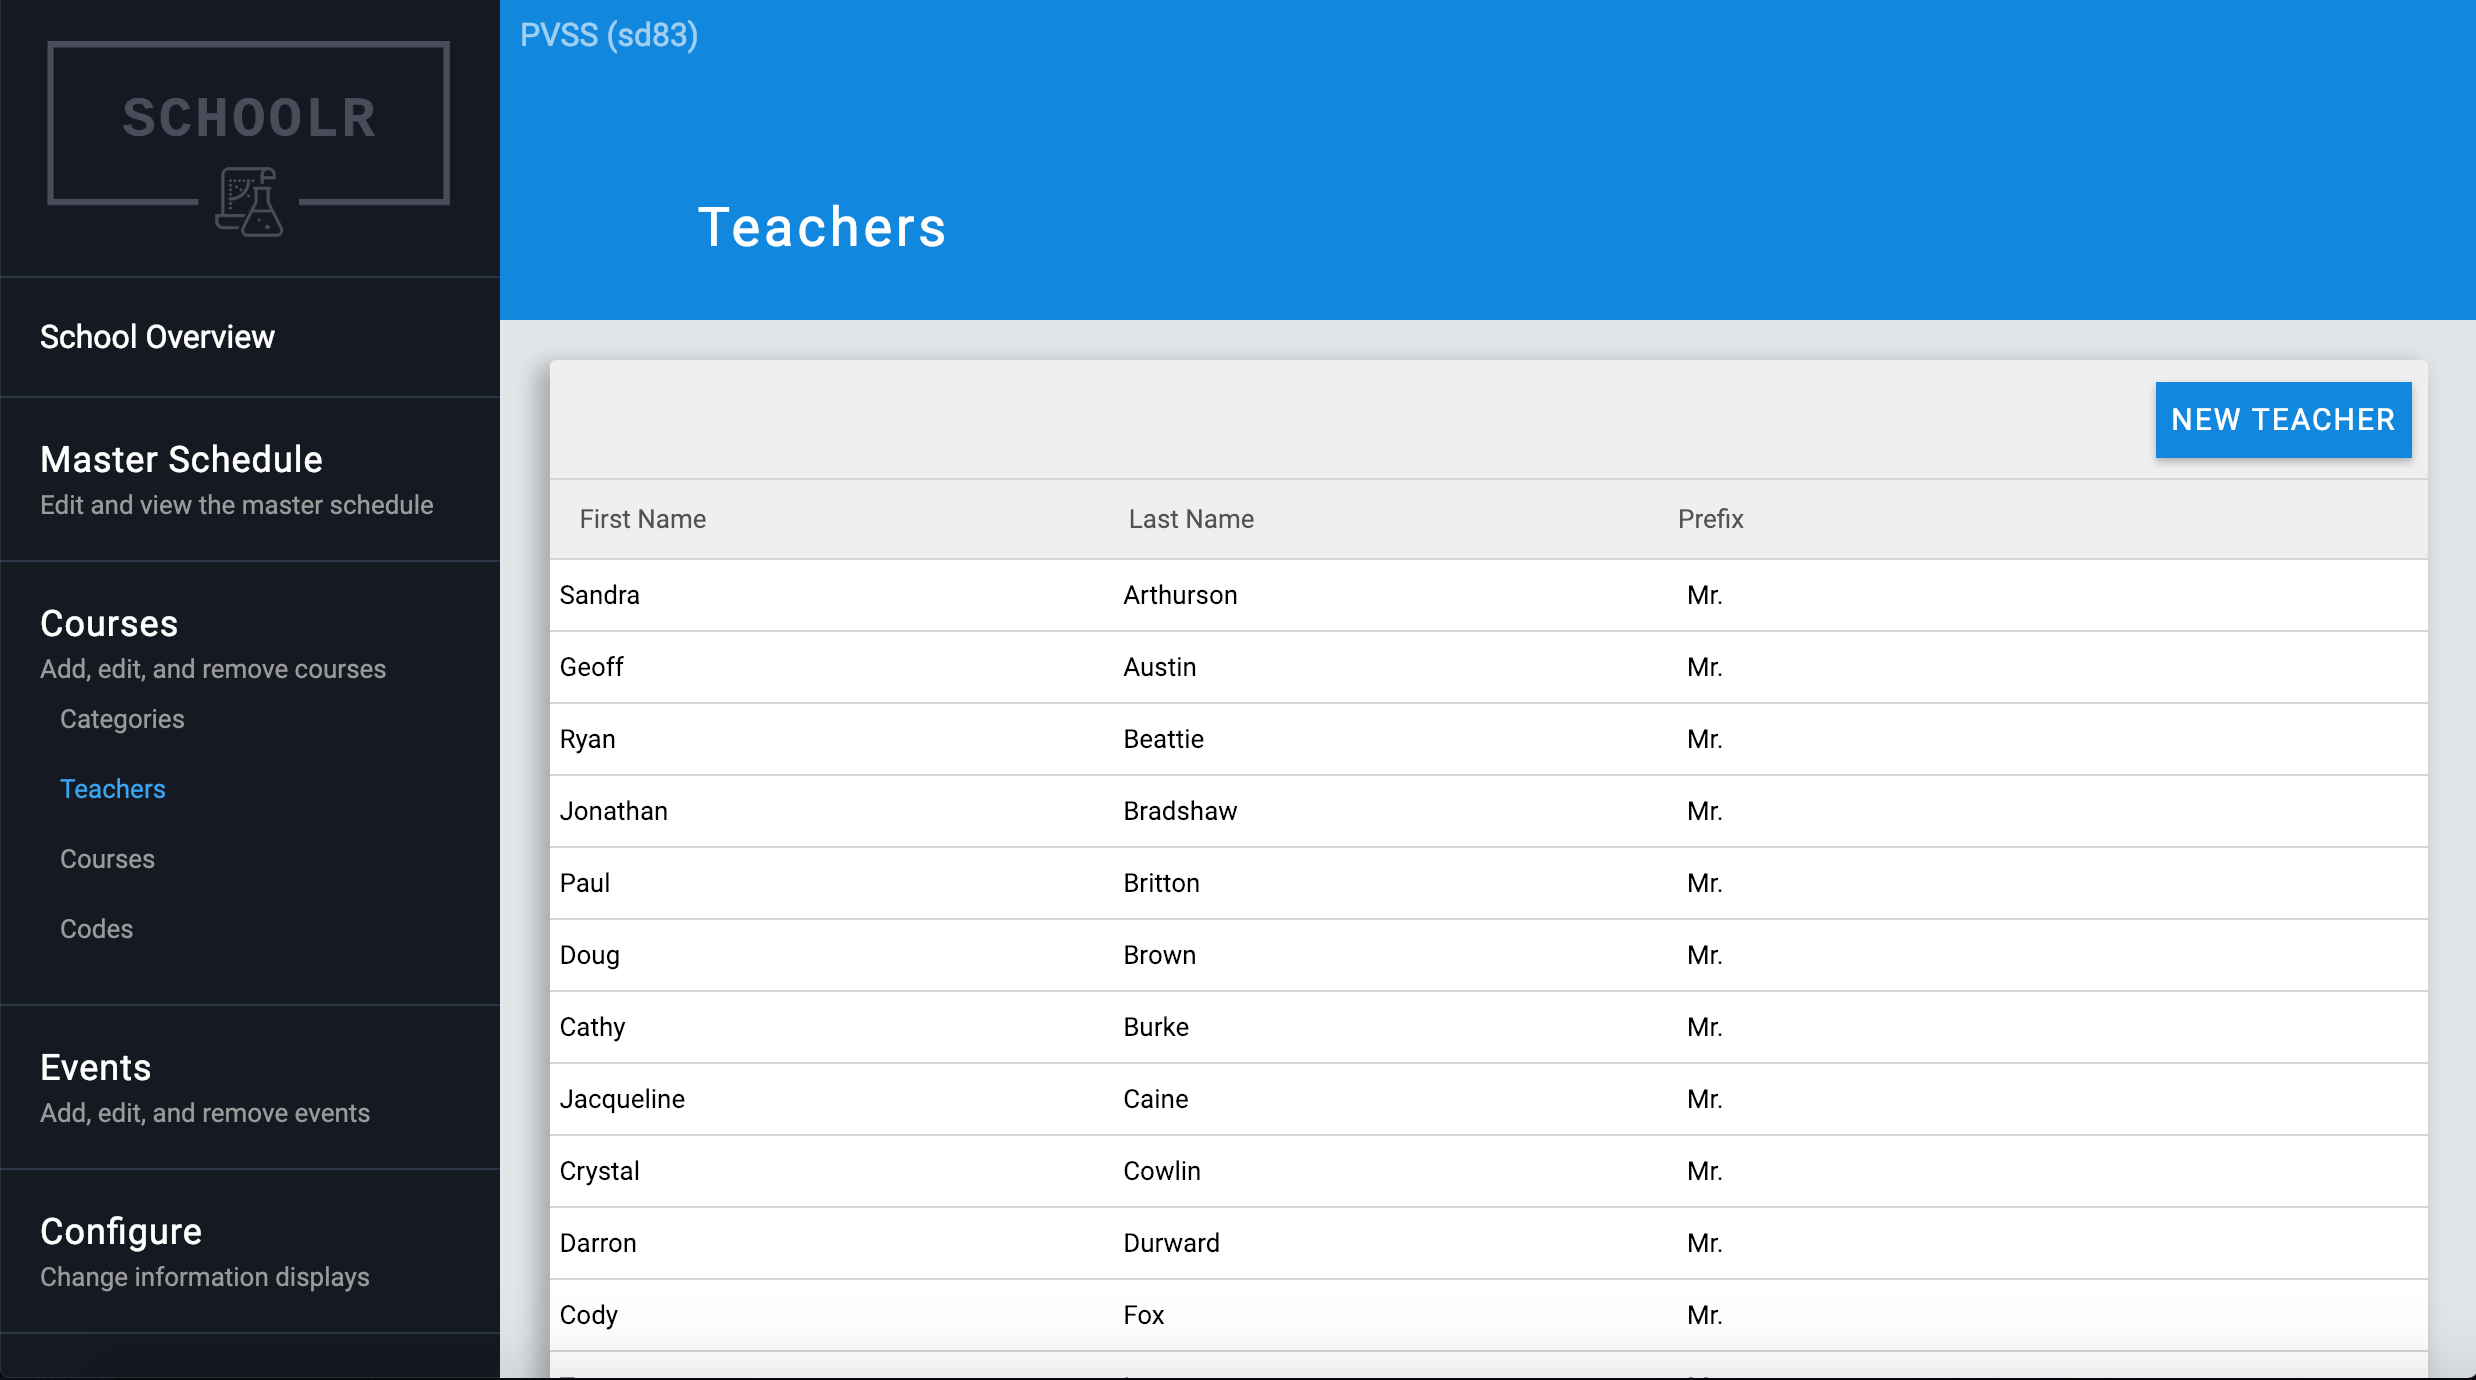 SCHOOLR
School Overview
Master Schedule
Edit and view the master schedule
Courses
Add, edit, and remove courses
Categories
Teachers
Courses
Codes
Events
Add, edit, and remove events
Configure
Change information displays
PVSS (sd83)
Teachers
NEW TEACHER
First Name Last Name Prefix
Sandra Arthurson Mr.
Geoff Austin Mr.
Ryan Beattie Mr.
Jonathan Bradshaw Mr.
Paul Britton Mr.
Doug Brown Mr.
Cathy Burke Mr.
Jacqueline Caine Mr.
Crystal Cowlin Mr.
Darron Durward Mr.
Cody Fox Mr.